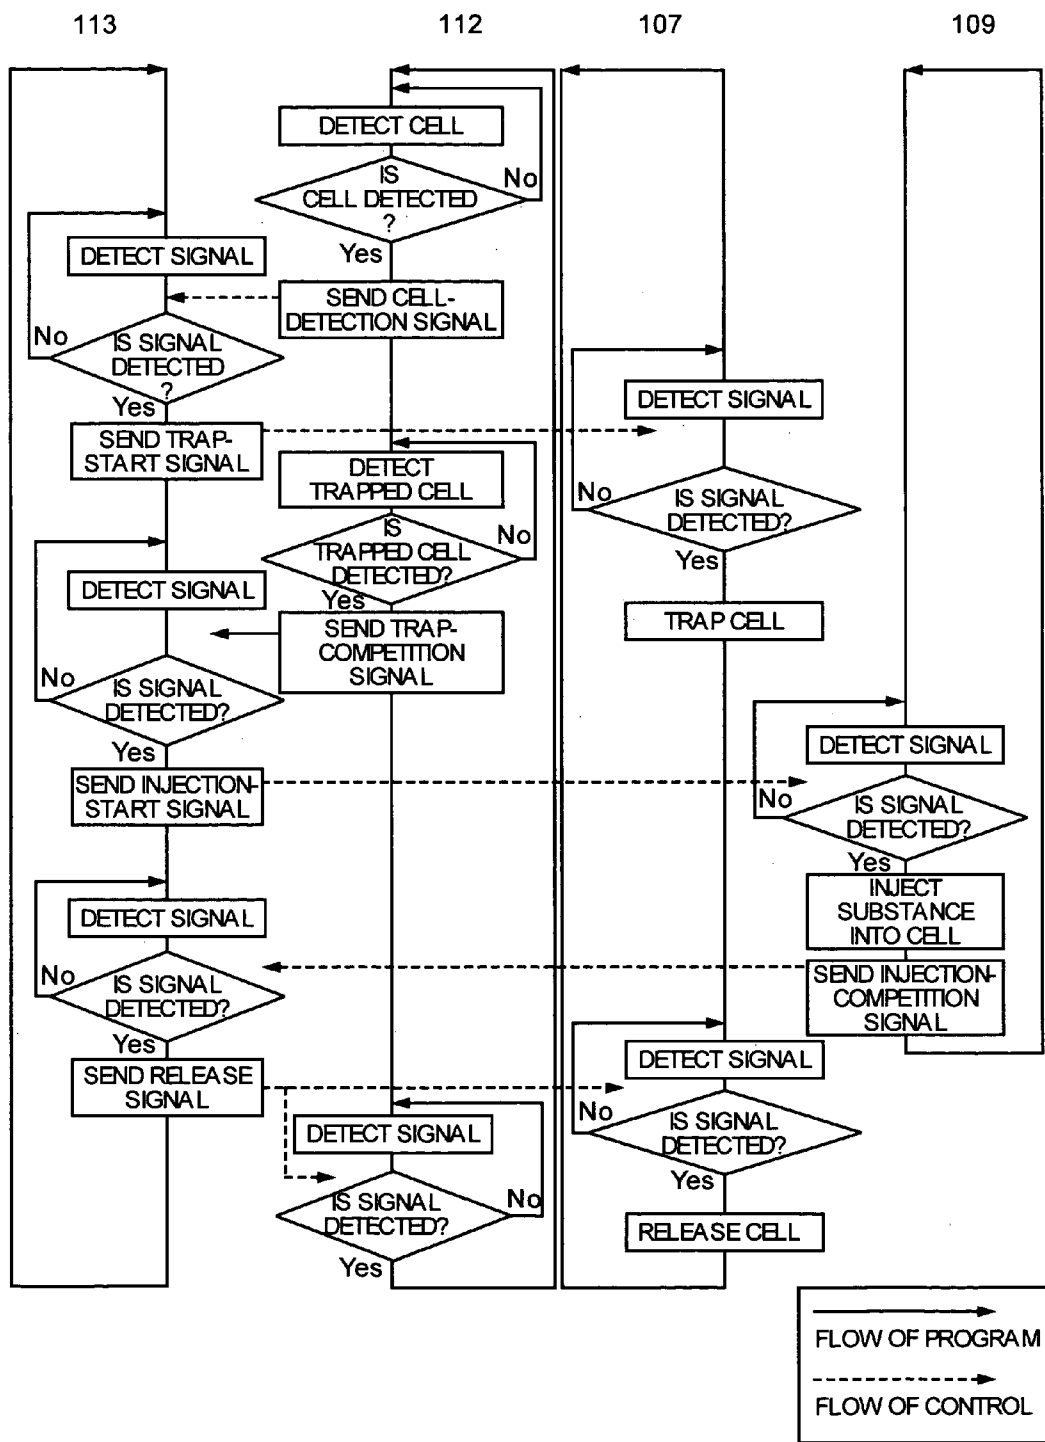 113
112
107
109
DETECT CELL
IS
CELL DETECTED
?
No
Yes
SEND CELL-
DETECTION SIGNAL
DETECT TRAPPED CELL
IS
TRAPPED CELL
DETECTED?
No
Yes
SEND TRAP-
COMPETITION
SIGNAL
DETECT SIGNAL
IS SIGNAL
DETECTED?
No
Yes
DETECT SIGNAL
No
IS SIGNAL
DETECTED
?
Yes
SEND TRAP-
START SIGNAL
DETECT SIGNAL
No
IS SIGNAL
DETECTED?
Yes
SEND INJECTION-
START SIGNAL
DETECT SIGNAL
No
IS SIGNAL
DETECTED?
Yes
SEND RELEASE
SIGNAL
DETECT SIGNAL
No
IS SIGNAL
DETECTED?
Yes
TRAP CELL
DETECT SIGNAL
No
IS SIGNAL
DETECTED?
Yes
RELEASE CELL
DETECT SIGNAL
No
IS SIGNAL
DETECTED?
Yes
INJECT
SUBSTANCE
INTO CELL
SEND INJECTION-
COMPETITION
SIGNAL
FLOW OF PROGRAM
FLOW OF CONTROL